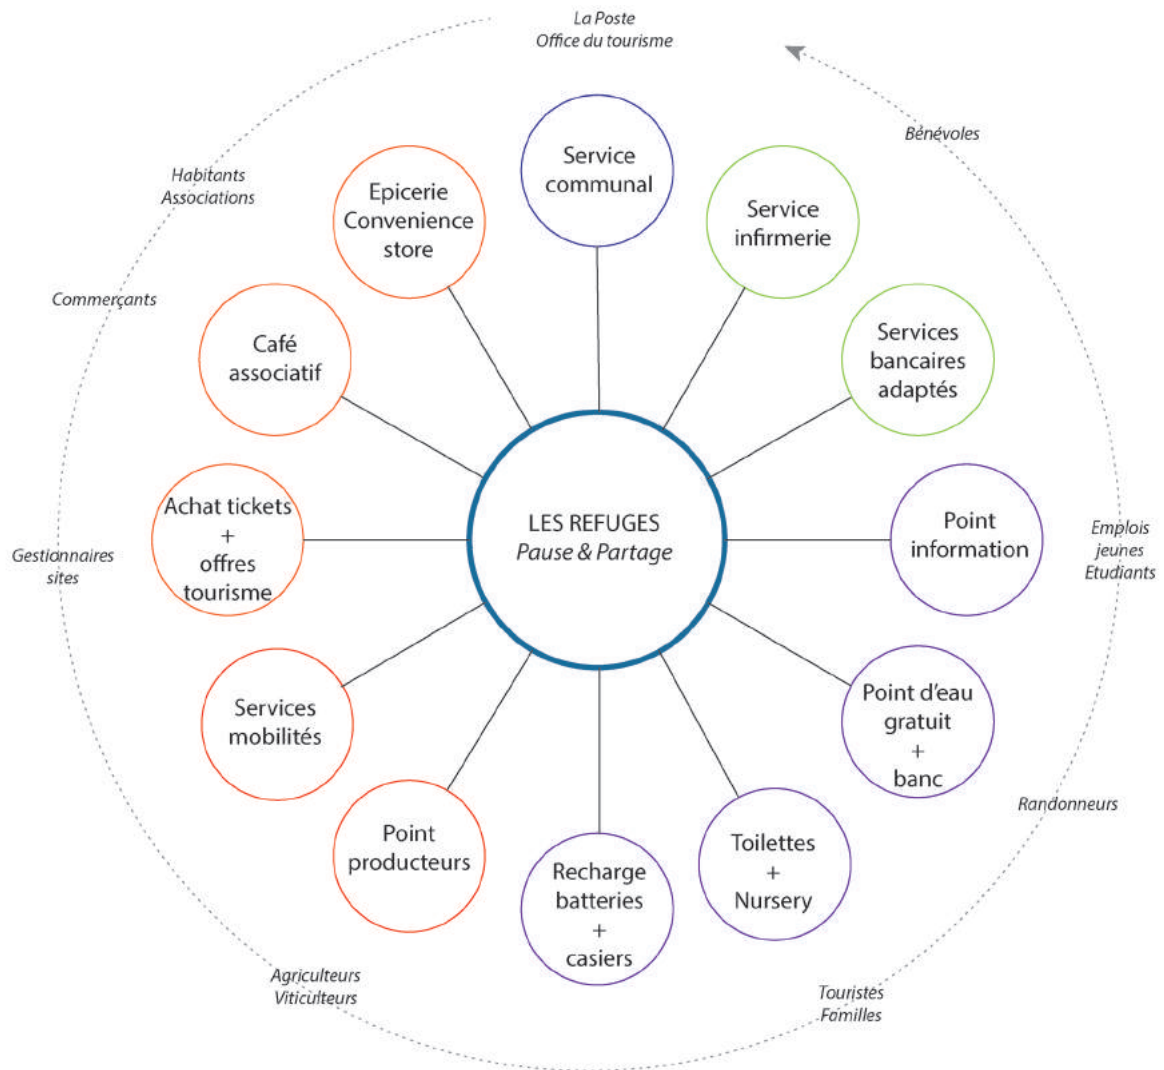 La Poste
Office du tourisme
Bénévoles
Habitants
Associations
Commerçants
Gestionnaires
sites
Agriculteurs
Viticulteurs
Touristes
Familles
Randonneurs
Emplois
jeunes
Etudiants
Service
communal
Service
infirmerie
Services
bancaires
adaptés
Point
information
Point d'eau
gratuit
+
banc
Toilettes
+
Nursery
Recharge
batteries
+
casiers
Point
producteurs
Services
mobilités
Achat tickets
+
offres
tourisme
Café
associatif
Epicerie
Convenience
store
LES REFUGES
Pause & Partage